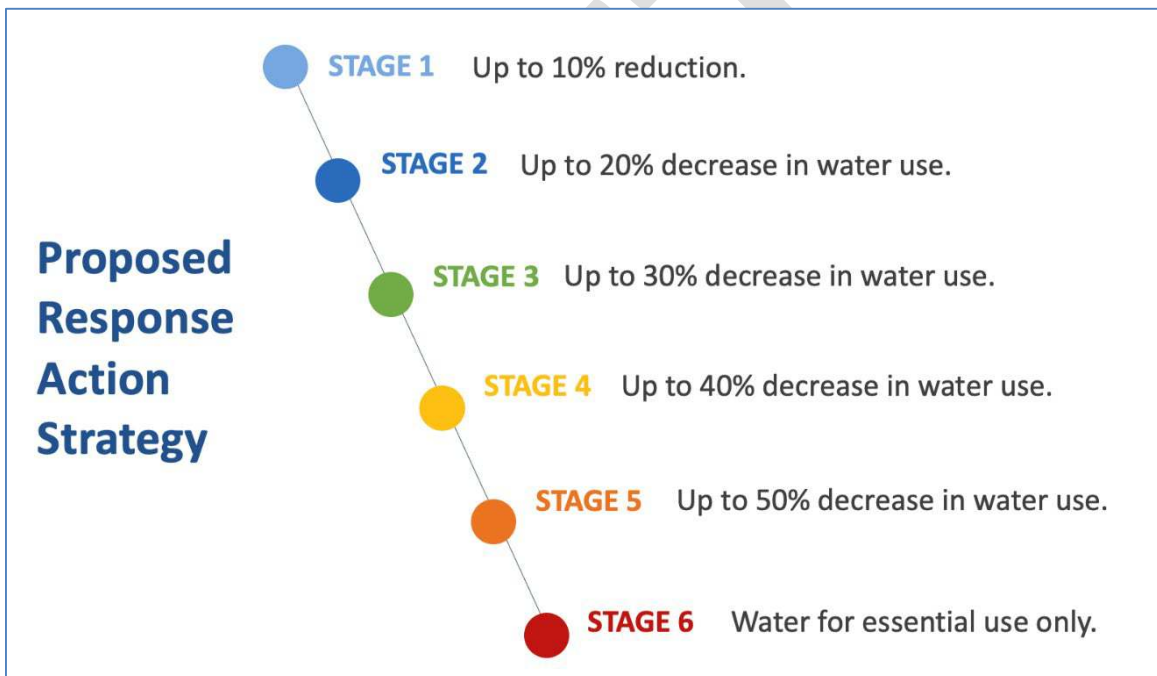 STAGE 1 Up to 10% reduction.
STAGE 2 Up to 20% decrease in water use.
Proposed
Response
Action
Strategy
STAGE 3 Up to 30% decrease in water use.
STAGE 4 Up to 40% decrease in water use.
STAGE 5 Up to 50% decrease in water use.
STAGE 6 Water for essential use only.